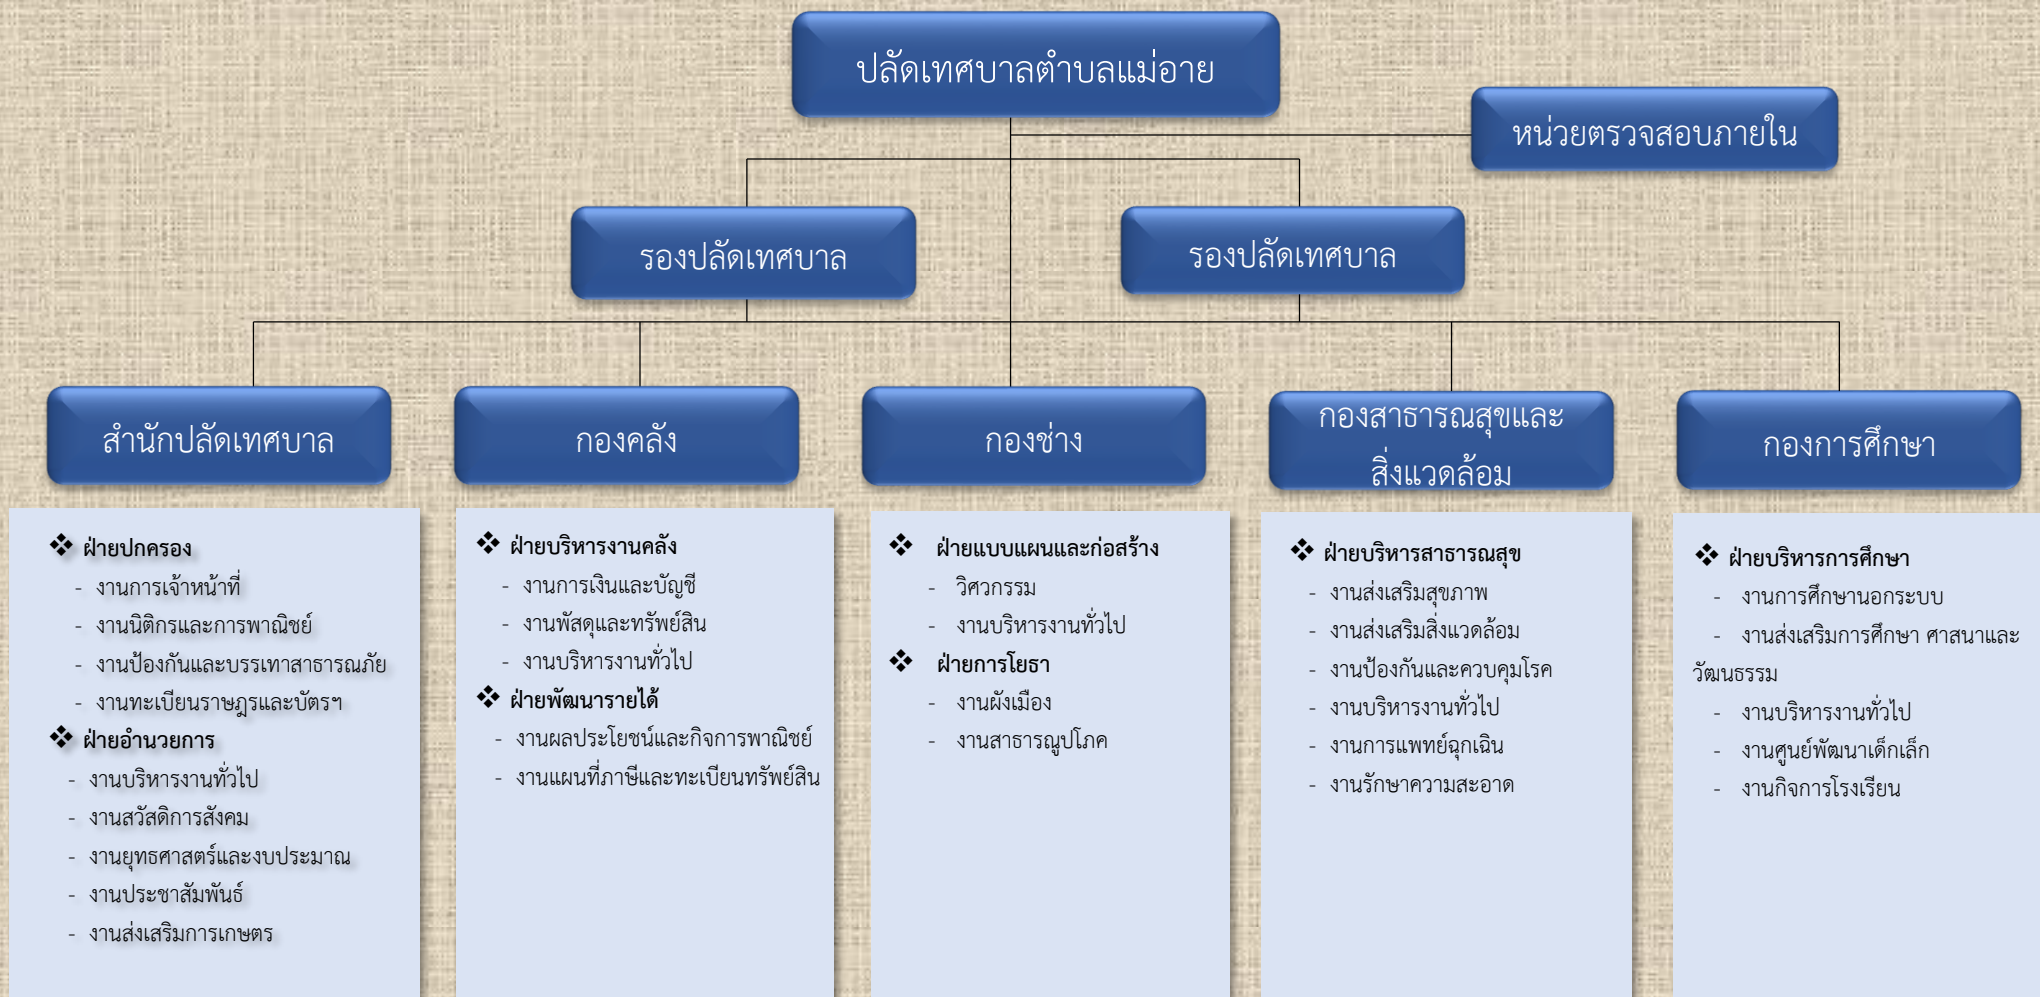 ปลัดเทศบาลตำบลแม่อาย
หน่วยตรวจสอบภายใน
รองปลัดเทศบาล
รองปลัดเทศบาล
สำนักปลัดเทศบาล
กองคลัง
กองช่าง
กองสาธารณสุขและ
สิ่งแวดล้อม
กองการศึกษา
❖ ฝ่ายปกครอง
- งานการเจ้าหน้าที่
- งานนิติกรและการพาณิชย์
- งานป้องกันและบรรเทาสาธารณภัย
- งานทะเบียนราษฎรและบัตรฯ
❖ ฝ่ายอำนวยการ
- งานบริหารงานทั่วไป
- งานสวัสดิการสังคม
- งานยุทธศาสตร์และงบประมาณ
- งานประชาสัมพันธ์
- งานส่งเสริมการเกษตร
❖ ฝ่ายบริหารงานคลัง
- งานการเงินและบัญชี
- งานพัสดุและทรัพย์สิน
- งานบริหารงานทั่วไป
❖ ฝ่ายพัฒนารายได้
- งานผลประโยชน์และกิจการพาณิชย์
- งานแผนที่ภาษีและทะเบียนทรัพย์สิน
❖ ฝ่ายแบบแผนและก่อสร้าง
- วิศวกรรม
- งานบริหารงานทั่วไป
❖ ฝ่ายการโยธา
- งานผังเมือง
- งานสาธารณูปโภค
❖ ฝ่ายบริหารสาธารณสุข
- งานส่งเสริมสุขภาพ
- งานส่งเสริมสิ่งแวดล้อม
- งานป้องกันและควบคุมโรค
- งานบริหารงานทั่วไป
- งานการแพทย์ฉุกเฉิน
- งานรักษาความสะอาด
❖ ฝ่ายบริหารการศึกษา
- งานการศึกษานอกระบบ
- งานส่งเสริมการศึกษา ศาสนาและ
วัฒนธรรม
- งานบริหารงานทั่วไป
- งานศูนย์พัฒนาเด็กเล็ก
- งานกิจการโรงเรียน